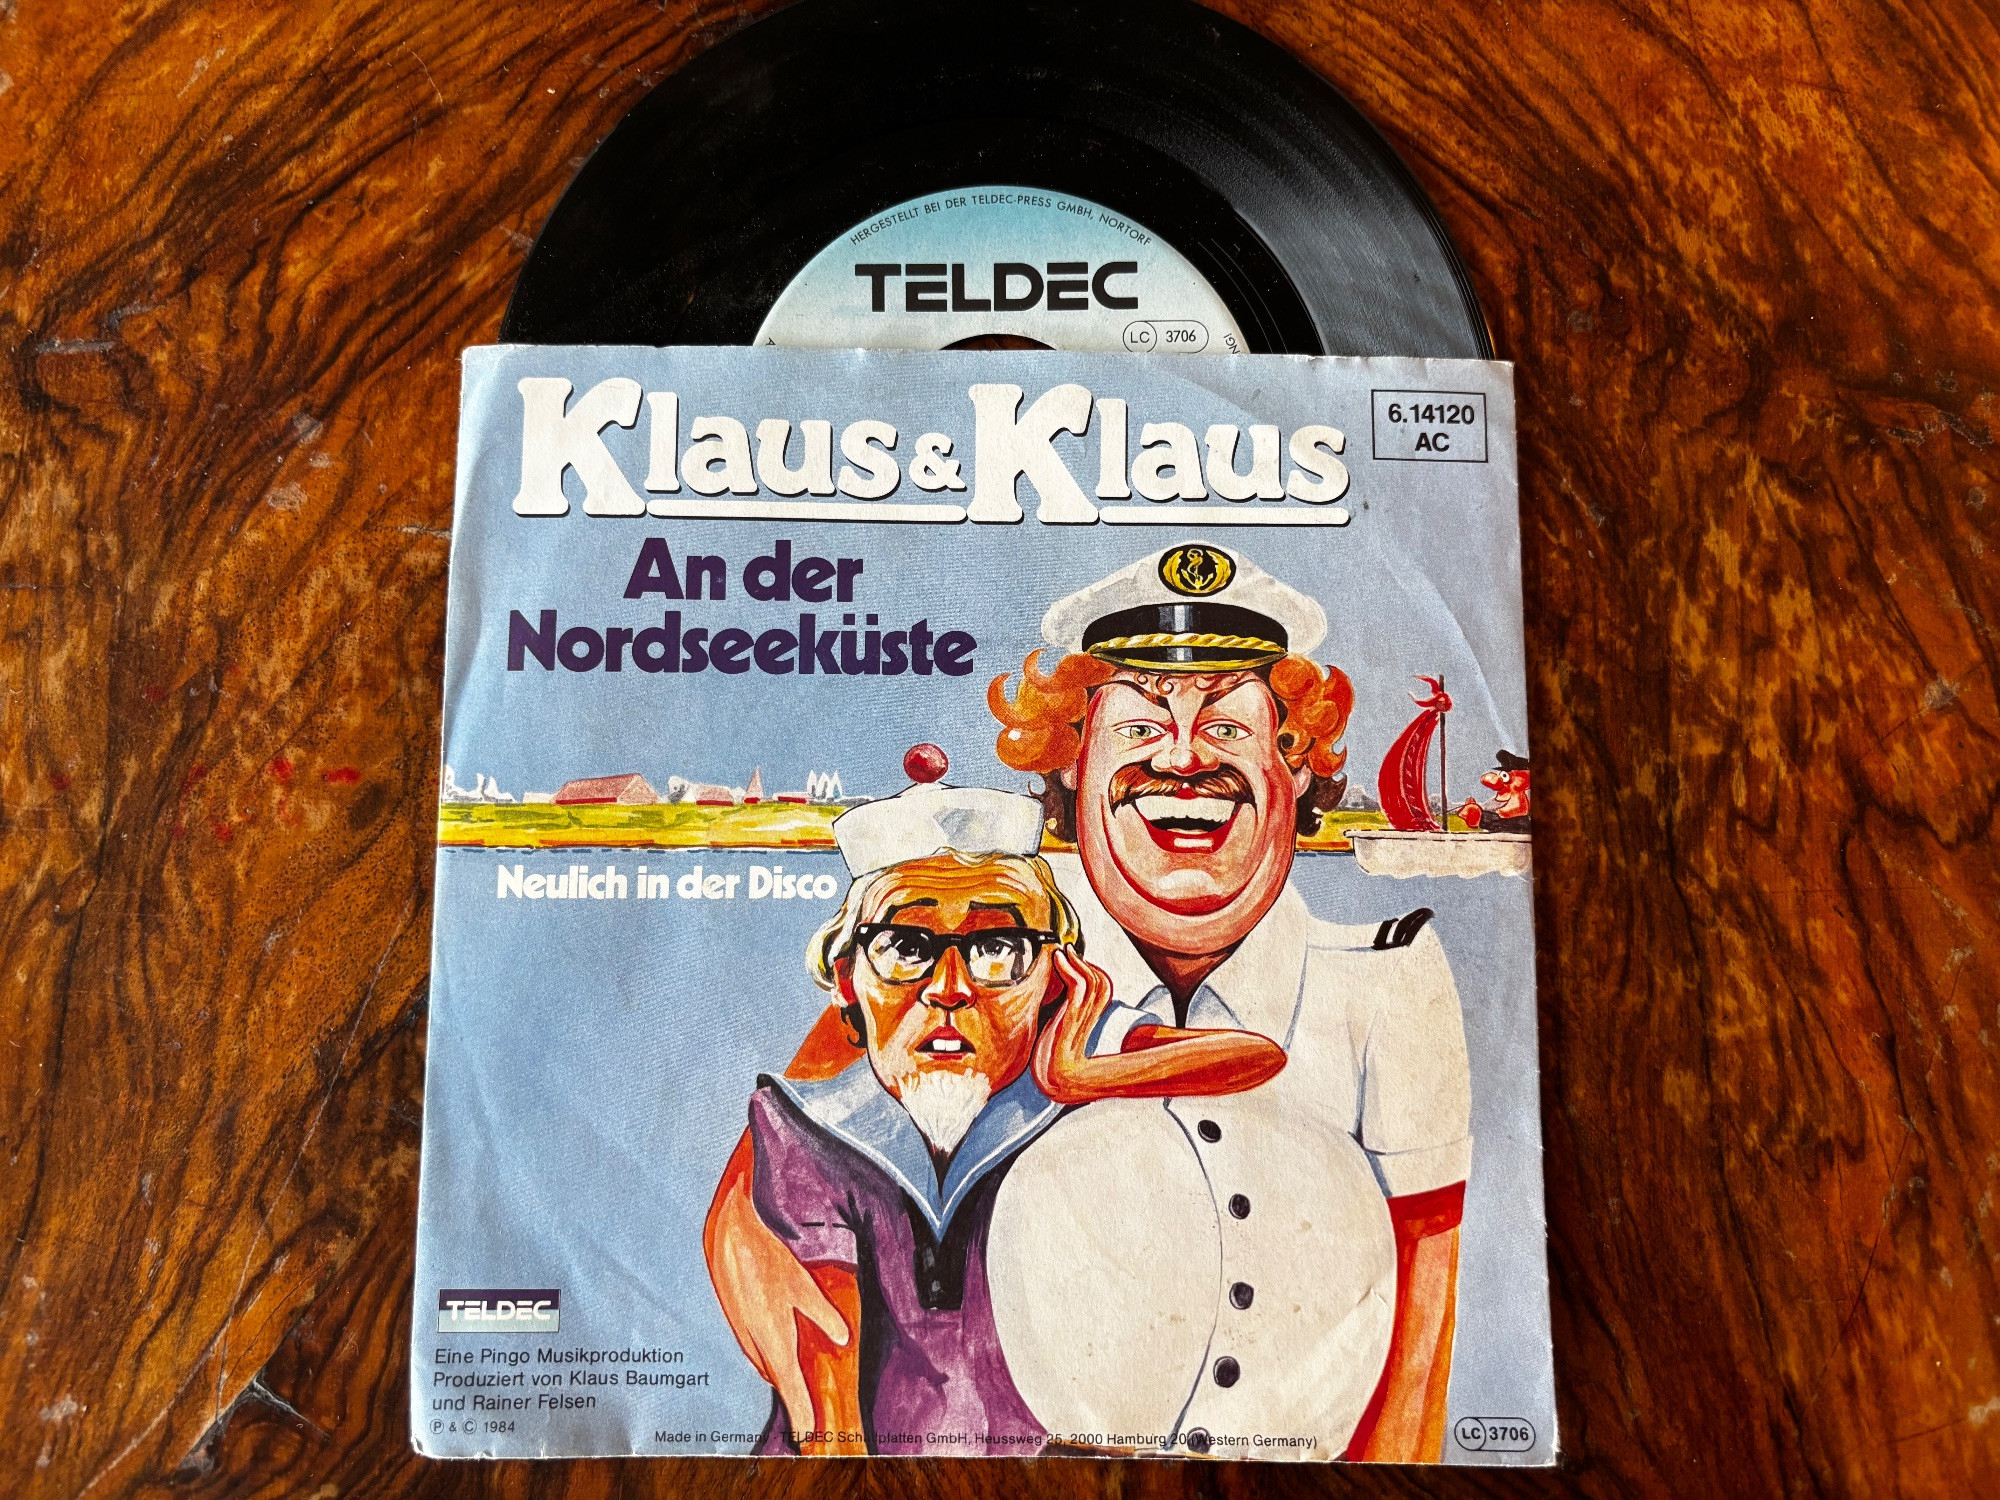 HERGESTELLT BEI DER TELDEC-PRESS GMBH, NORTORF
TELDEC
LC 3706
Klaus & Klaus
6.14120
AC
An der
Nordseeküste
Neulich in der Disco
TELDEC
Eine Pingo Musikproduktion
Produziert von Klaus Baumgart
und Rainer Felsen
Ⓟ & © 1984
Made in Germany · TELDEC Schallplatten GmbH, Heussweg 25, 2000 Hamburg 20 (Western Germany)
LC 3706